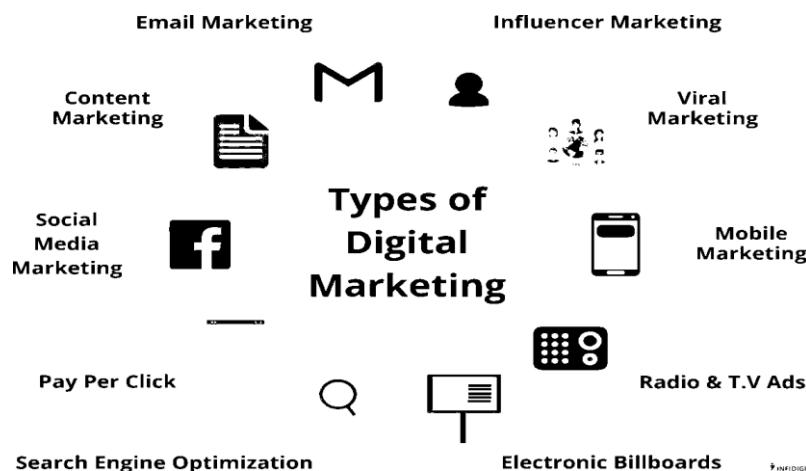 Email Marketing
Influencer Marketing
Content
Marketing
Viral
Marketing
Types of
Digital
Marketing
Social
Media
Marketing
Mobile
Marketing
Pay Per Click
Radio & T.V Ads
Search Engine Optimization
Electronic Billboards
INFIDIGI